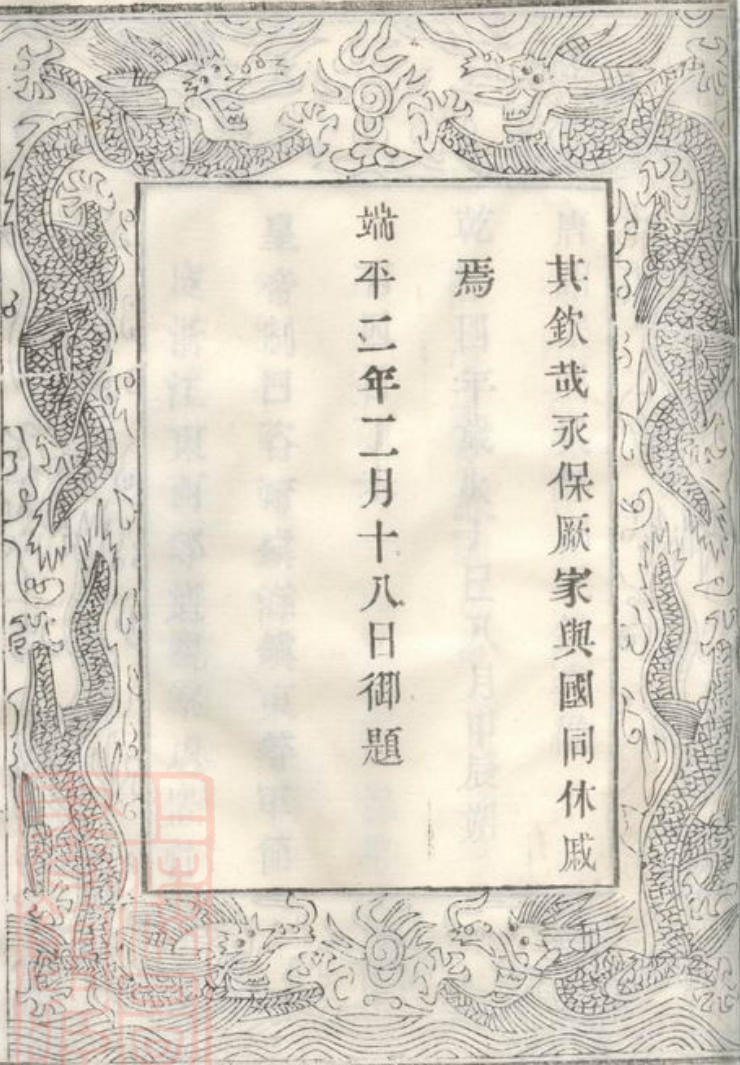 其欽哉永保厥家與國同休戚
焉
端平三年二月十八日御題